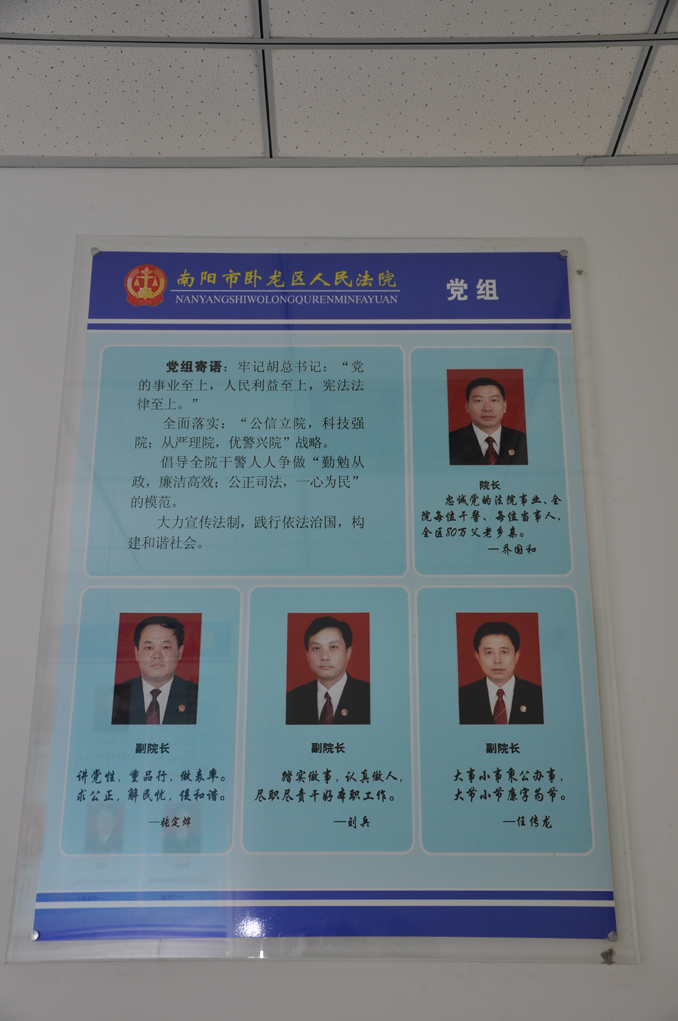 南阳市卧龙区人民法院
NANYANGSHIWOLONGQURENMINFAYUAN
党组
党组寄语：牢记胡总书记：“党
的事业至上，人民利益至上，宪法法
律至上。”
全面落实：“公信立院，科技强
院；从严理院，优警兴院”战略。
倡导全院干警人人争做“勤勉从
政，廉洁高效；公正司法，一心为民”
的模范。
大力宣传法制，践行依法治国，构
建和谐社会。
院长
忠诚党的法院事业、全
院每位干警、每位当事人、
全区80万父老乡亲。
—乔国和
副院长
讲党性，重品行，做表率。
求公正，解民忧，促和谐。
—张定烨
副院长
踏实做事，认真做人，
尽职尽责干好本职工作。
—刘兵
副院长
大事小事秉公办事，
大节小节廉字为节。
—任传龙